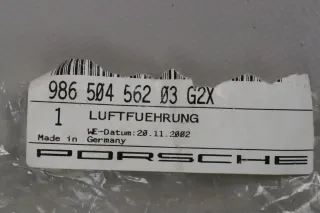 986 504 562 03 G2X
1 LUFTFUEHRUNG
WE-Datum:20.11.2002
Made in Germany
PORSCHE